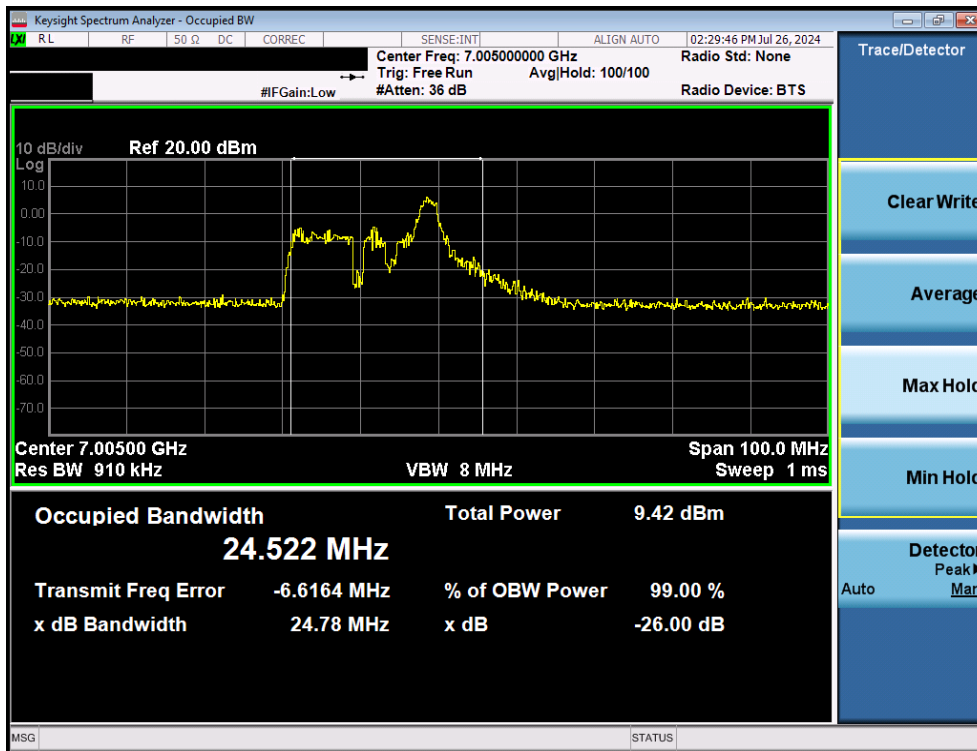 Keysight Spectrum Analyzer - Occupied BW
LXI RL RF 50 Ω DC CORREC SENSE:INT ALIGN AUTO 02:29:46 PM Jul 26, 2024
Center Freq: 7.005000000 GHz Radio Std: None
Trig: Free Run Avg|Hold: 100/100
#IFGain:Low #Atten: 36 dB Radio Device: BTS
10 dB/div Ref 20.00 dBm
Log
10.0
0.00
-10.0
-20.0
-30.0
-40.0
-50.0
-60.0
-70.0
Center 7.00500 GHz Span 100.0 MHz
Res BW 910 kHz VBW 8 MHz Sweep 1 ms
Occupied Bandwidth Total Power 9.42 dBm
24.522 MHz
Transmit Freq Error -6.6164 MHz % of OBW Power 99.00 %
x dB Bandwidth 24.78 MHz x dB -26.00 dB
MSG STATUS
Trace/Detector
Clear Write
Average
Max Hold
Min Hold
Detector
Peak
Auto Man